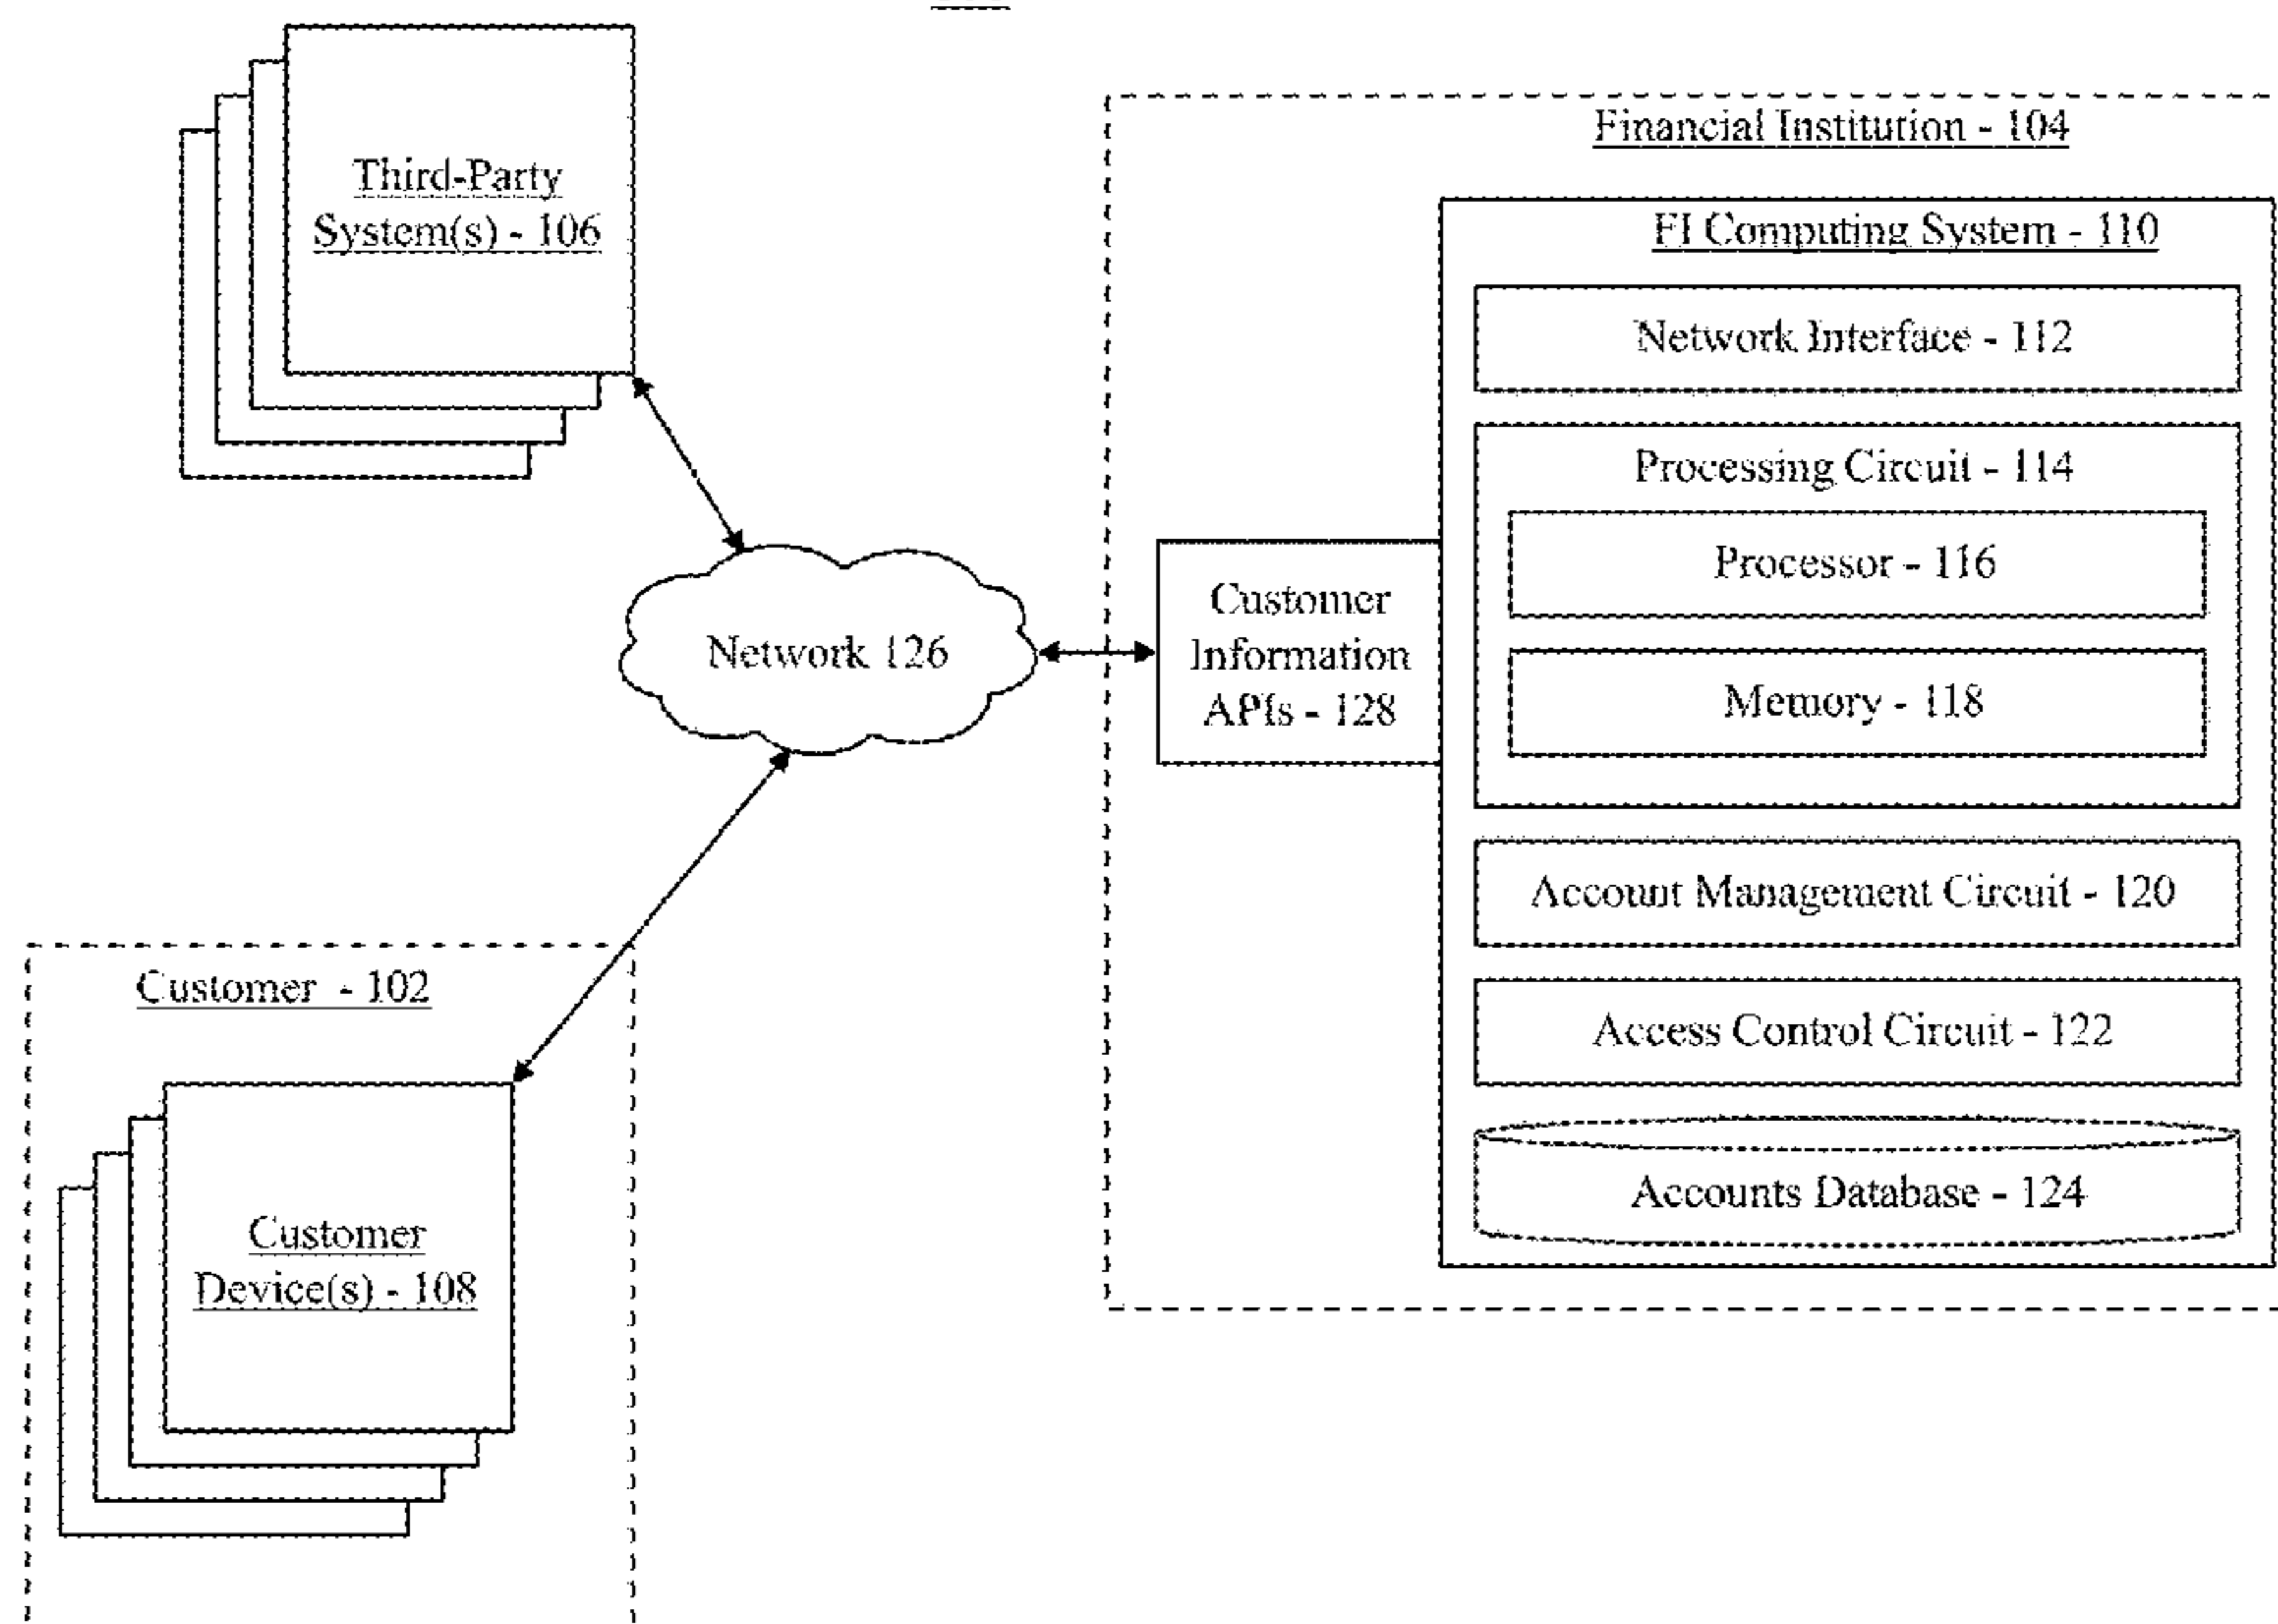 Third-Party
System(s) - 106
Financial Institution - 104
FI Computing System - 110
Network Interface - 112
Processing Circuit - 114
Processor - 116
Memory - 118
Customer
Information
APIs - 128
Network 126
Account Management Circuit - 120
Access Control Circuit - 122
Accounts Database - 124
Customer - 102
Customer
Device(s) - 108